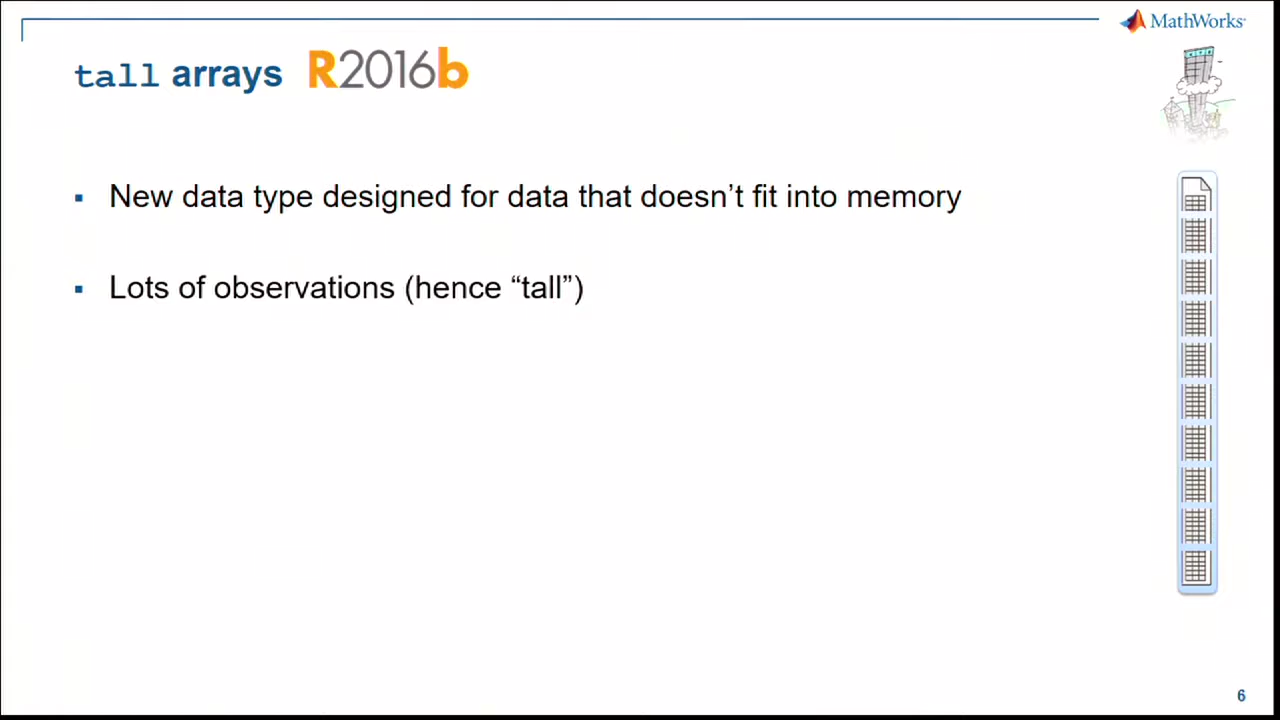 MathWorks
tall arrays R2016b
▪ New data type designed for data that doesn’t fit into memory
▪ Lots of observations (hence “tall”)
6